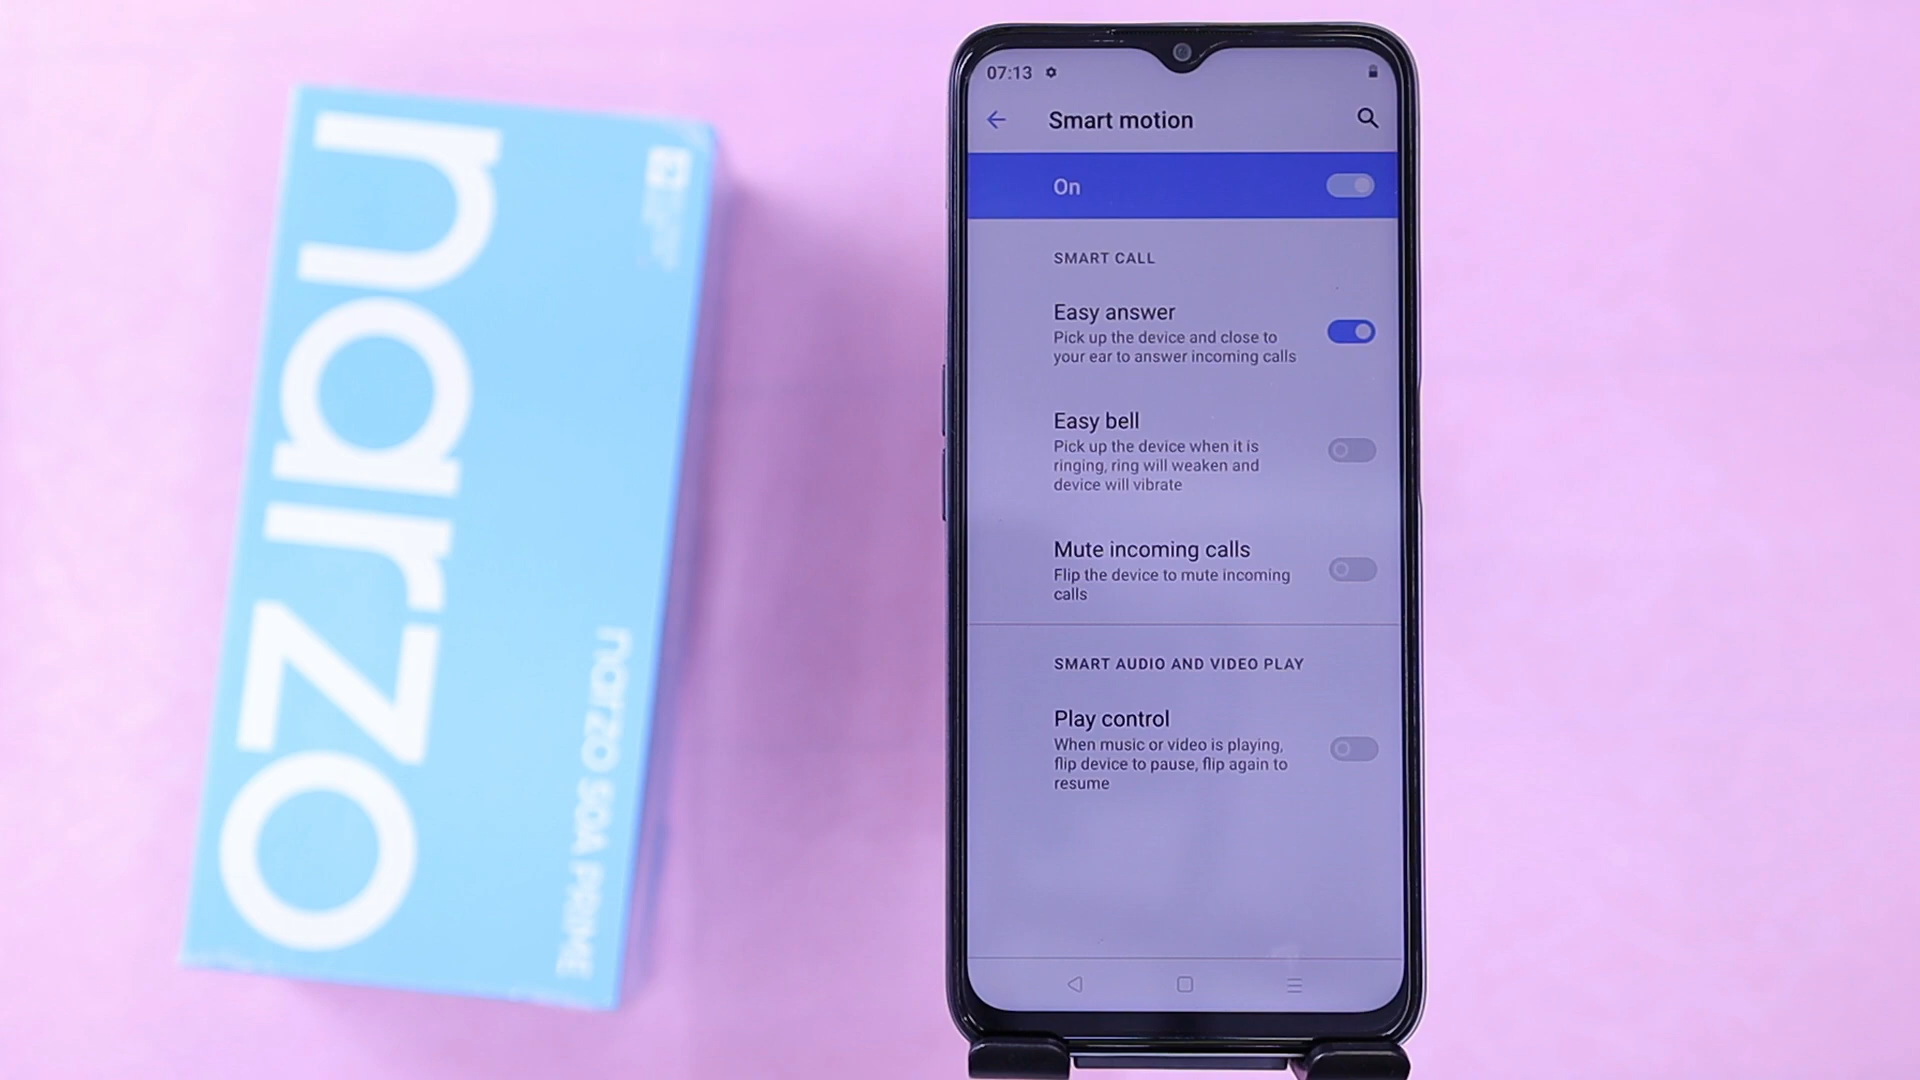 narzo
narzo 50A PRIME
07:13
Smart motion
On
SMART CALL
Easy answer
Pick up the device and close to
your ear to answer incoming calls
Easy bell
Pick up the device when it is
ringing, ring will weaken and
device will vibrate
Mute incoming calls
Flip the device to mute incoming
calls
SMART AUDIO AND VIDEO PLAY
Play control
When music or video is playing,
flip device to pause, flip again to
resume